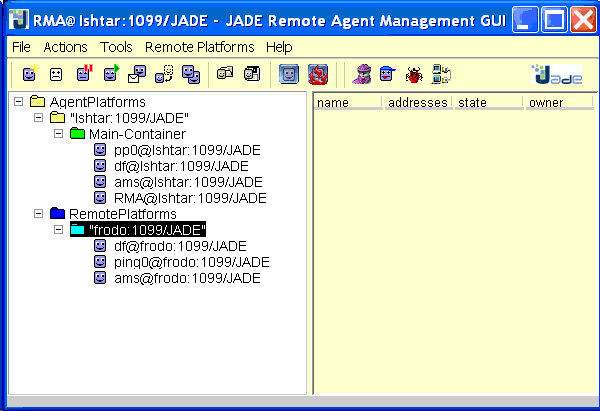 RMA@Ishtar:1099/JADE - JADE Remote Agent Management GUI
File Actions Tools Remote Platforms Help
Jade
AgentPlatforms
"Ishtar:1099/JADE"
Main-Container
pp0@Ishtar:1099/JADE
df@Ishtar:1099/JADE
ams@Ishtar:1099/JADE
RMA@Ishtar:1099/JADE
RemotePlatforms
"frodo:1099/JADE"
df@frodo:1099/JADE
ping0@frodo:1099/JADE
ams@frodo:1099/JADE
name addresses state owner